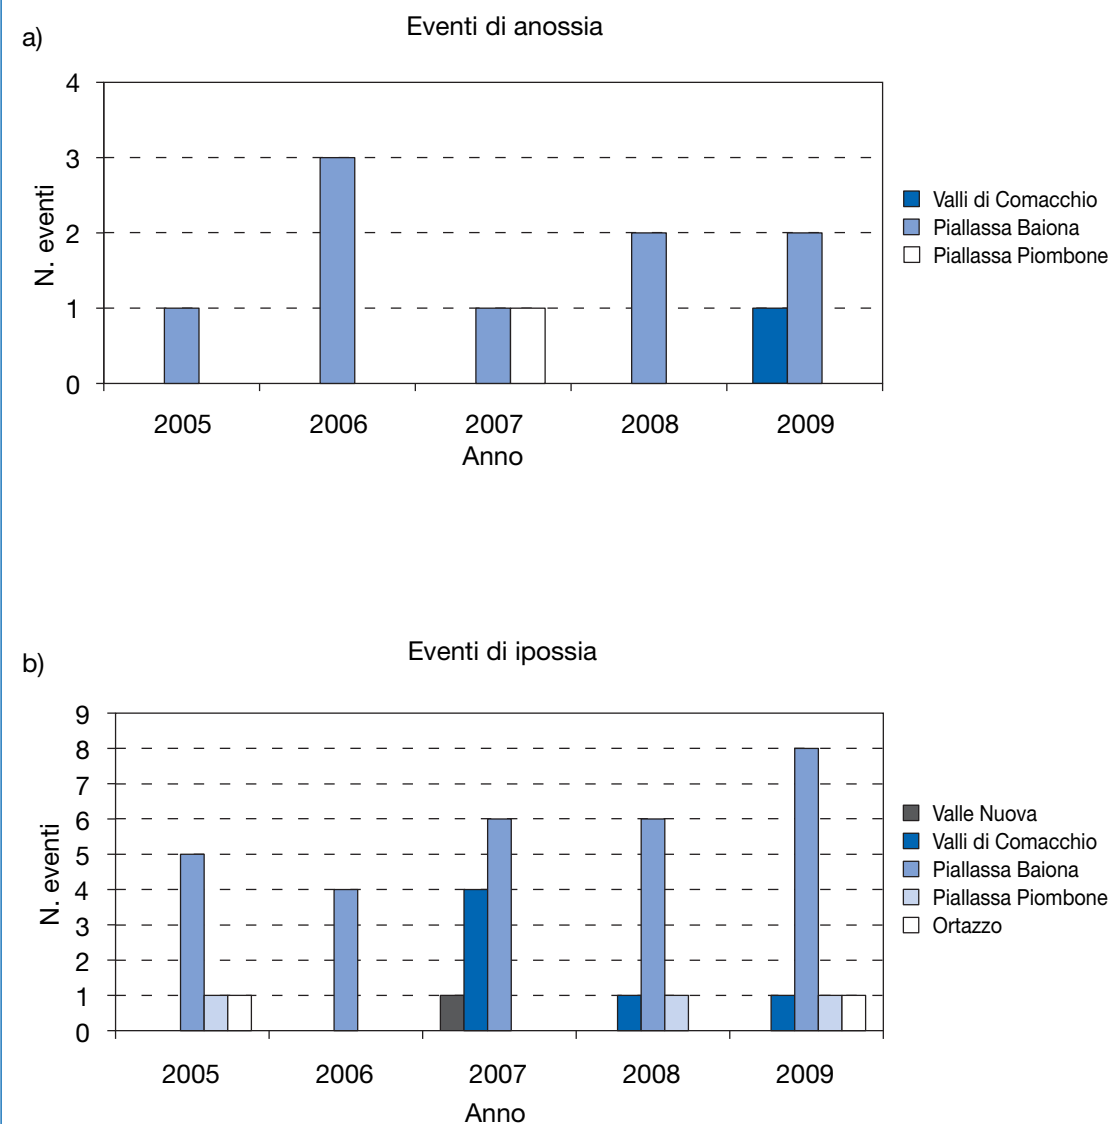 a)
Eventi di anossia
4
3
2
1
0
N. eventi
2005 2006 2007 2008 2009
Anno
Valli di Comacchio
Piallassa Baiona
Piallassa Piombone
b)
Eventi di ipossia
9
8
7
6
5
4
3
2
1
0
N. eventi
2005 2006 2007 2008 2009
Anno
Valle Nuova
Valli di Comacchio
Piallassa Baiona
Piallassa Piombone
Ortazzo